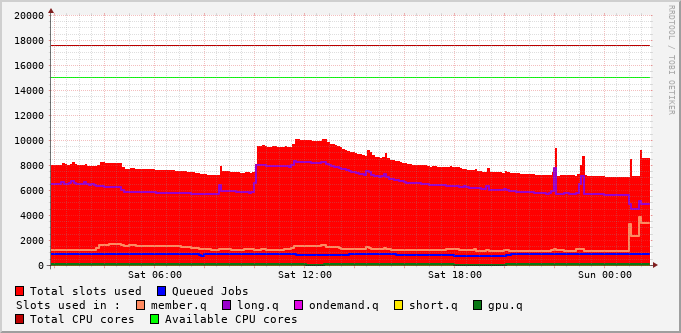 RRDTOOL / TOBI OETIKER
20000
18000
16000
14000
12000
10000
8000
6000
4000
2000
0
Sat 06:00 Sat 12:00 Sat 18:00 Sun 00:00
Total slots used Queued Jobs
Slots used in : member.q long.q ondemand.q short.q gpu.q
Total CPU cores Available CPU cores